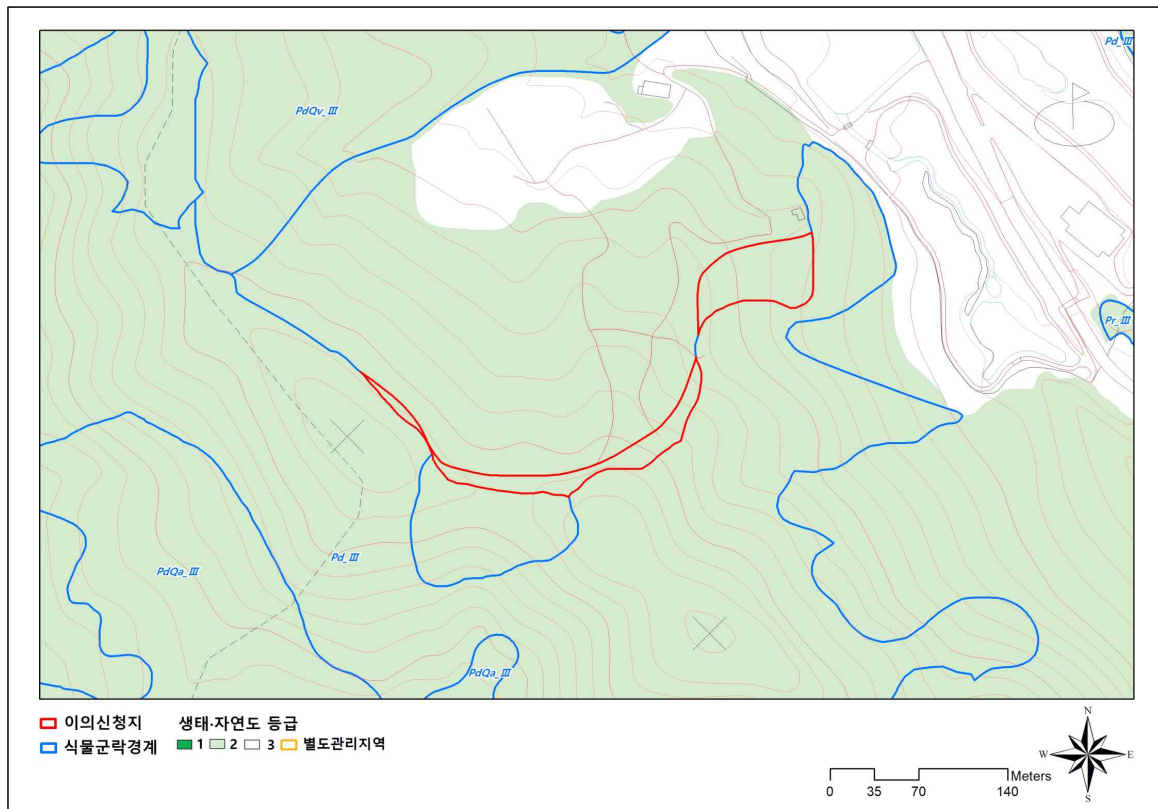 Pd_Ⅲ
PdQv_Ⅲ
Pr_Ⅲ
Pd_Ⅲ
PdQa_Ⅲ
PdQa_Ⅲ
이의신청지
생태·자연도 등급
식물군락경계
1 2 3 별도관리지역
N
W E
S
Meters
0 35 70 140